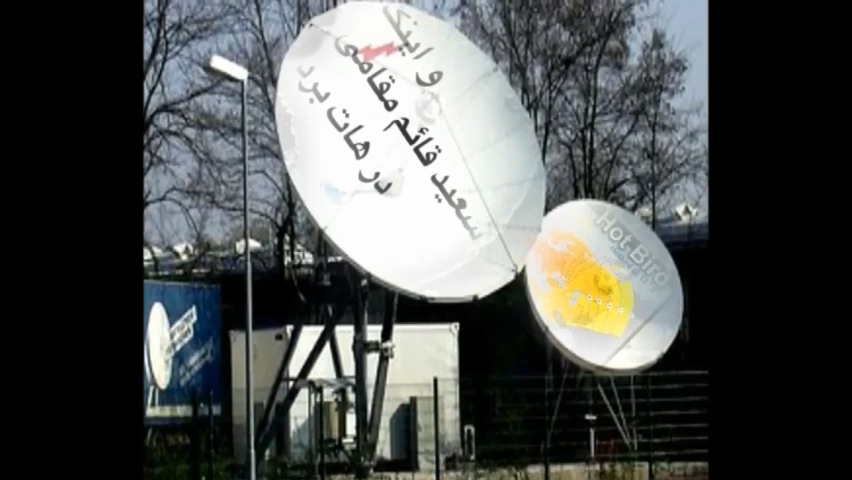 و اینک
سعید قائم مقامی
در هات برد
Hot Bird